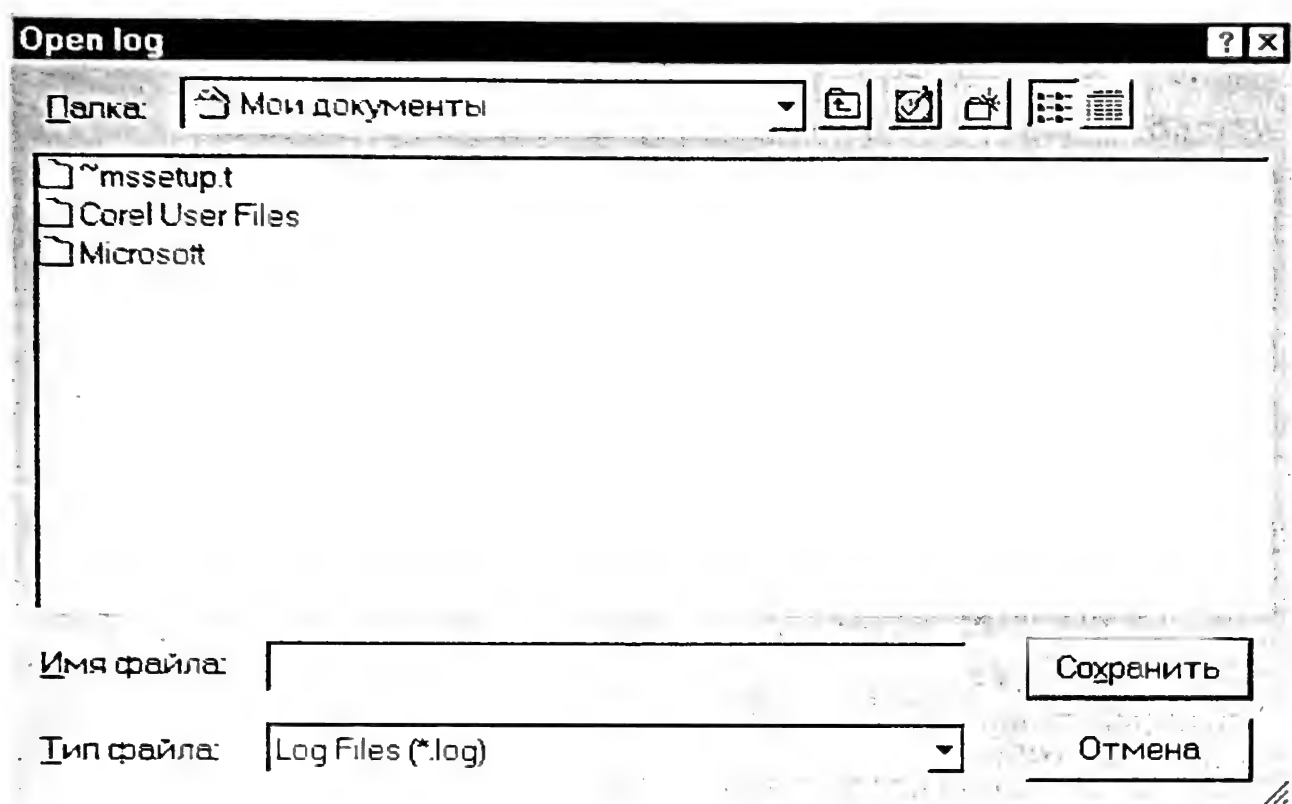 Open log
Папка: Мои документы
~mssetup.t
Corel User Files
Microsoft
Имя файла: Сохранить
Тип файла: Log Files (*.log) Отмена